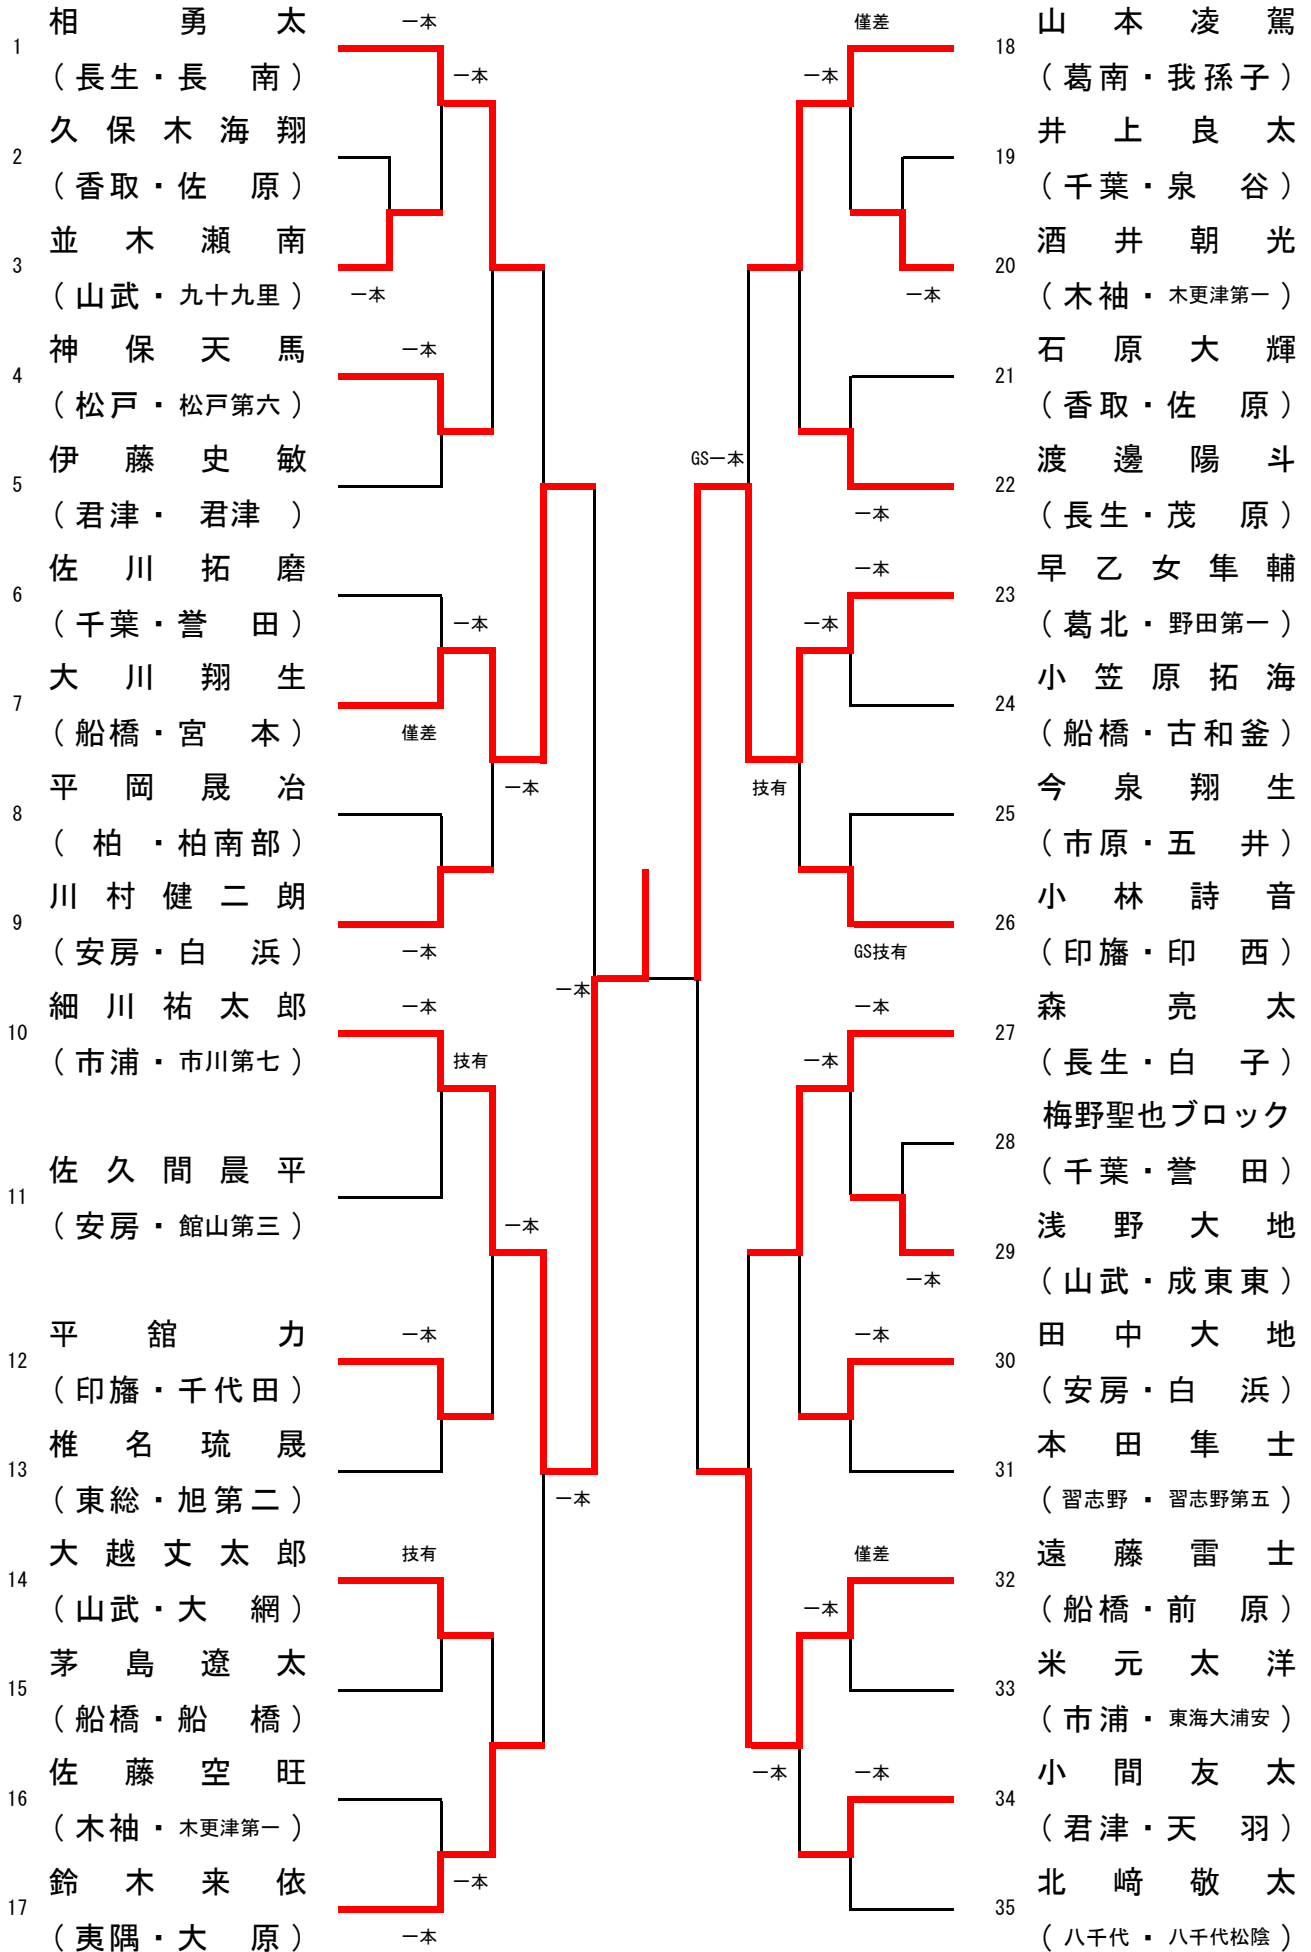 相勇太
一本
1
(長生・長南)
一本
久保木海翔
2
(香取・佐原)
並木瀬南
3
(山武・九十九里)
一本
神保天馬
一本
4
(松戸・松戸第六)
伊藤史敏
5
(君津・君津)
佐川拓磨
6
(千葉・誉田)
一本
大川翔生
7
(船橋・宮本)
僅差
平岡晟冶
一本
8
(柏・柏南部)
川村健二朗
9
(安房・白浜)
一本
細川祐太郎
一本
一本
10
(市浦・市川第七)
技有
佐久間晨平
11
(安房・館山第三)
一本
平舘力
一本
12
(印旛・千代田)
椎名琉晟
13
(東総・旭第二)
一本
大越丈太郎
技有
14
(山武・大網)
茅島遼太
15
(船橋・船橋)
佐藤空旺
16
(木袖・木更津第一)
鈴木来依
一本
17
(夷隅・大原)
一本
僅差
山本凌駕
18
一本
(葛南・我孫子)
井上良太
19
(千葉・泉谷)
酒井朝光
20
一本
(木袖・木更津第一)
石原大輝
21
(香取・佐原)
GS一本
渡邊陽斗
22
一本
(長生・茂原)
一本
早乙女隼輔
23
一本
(葛北・野田第一)
小笠原拓海
24
(船橋・古和釜)
技有
今泉翔生
25
(市原・五井)
小林詩音
26
GS技有
(印旛・印西)
一本
森亮太
27
一本
(長生・白子)
梅野聖也ブロック
28
(千葉・誉田)
浅野大地
29
一本
(山武・成東東)
一本
田中大地
30
(安房・白浜)
本田隼士
31
(習志野・習志野第五)
僅差
遠藤雷士
32
一本
(船橋・前原)
米元太洋
33
(市浦・東海大浦安)
一本
一本
小間友太
34
(君津・天羽)
北﨑敬太
35
(八千代・八千代松陰)